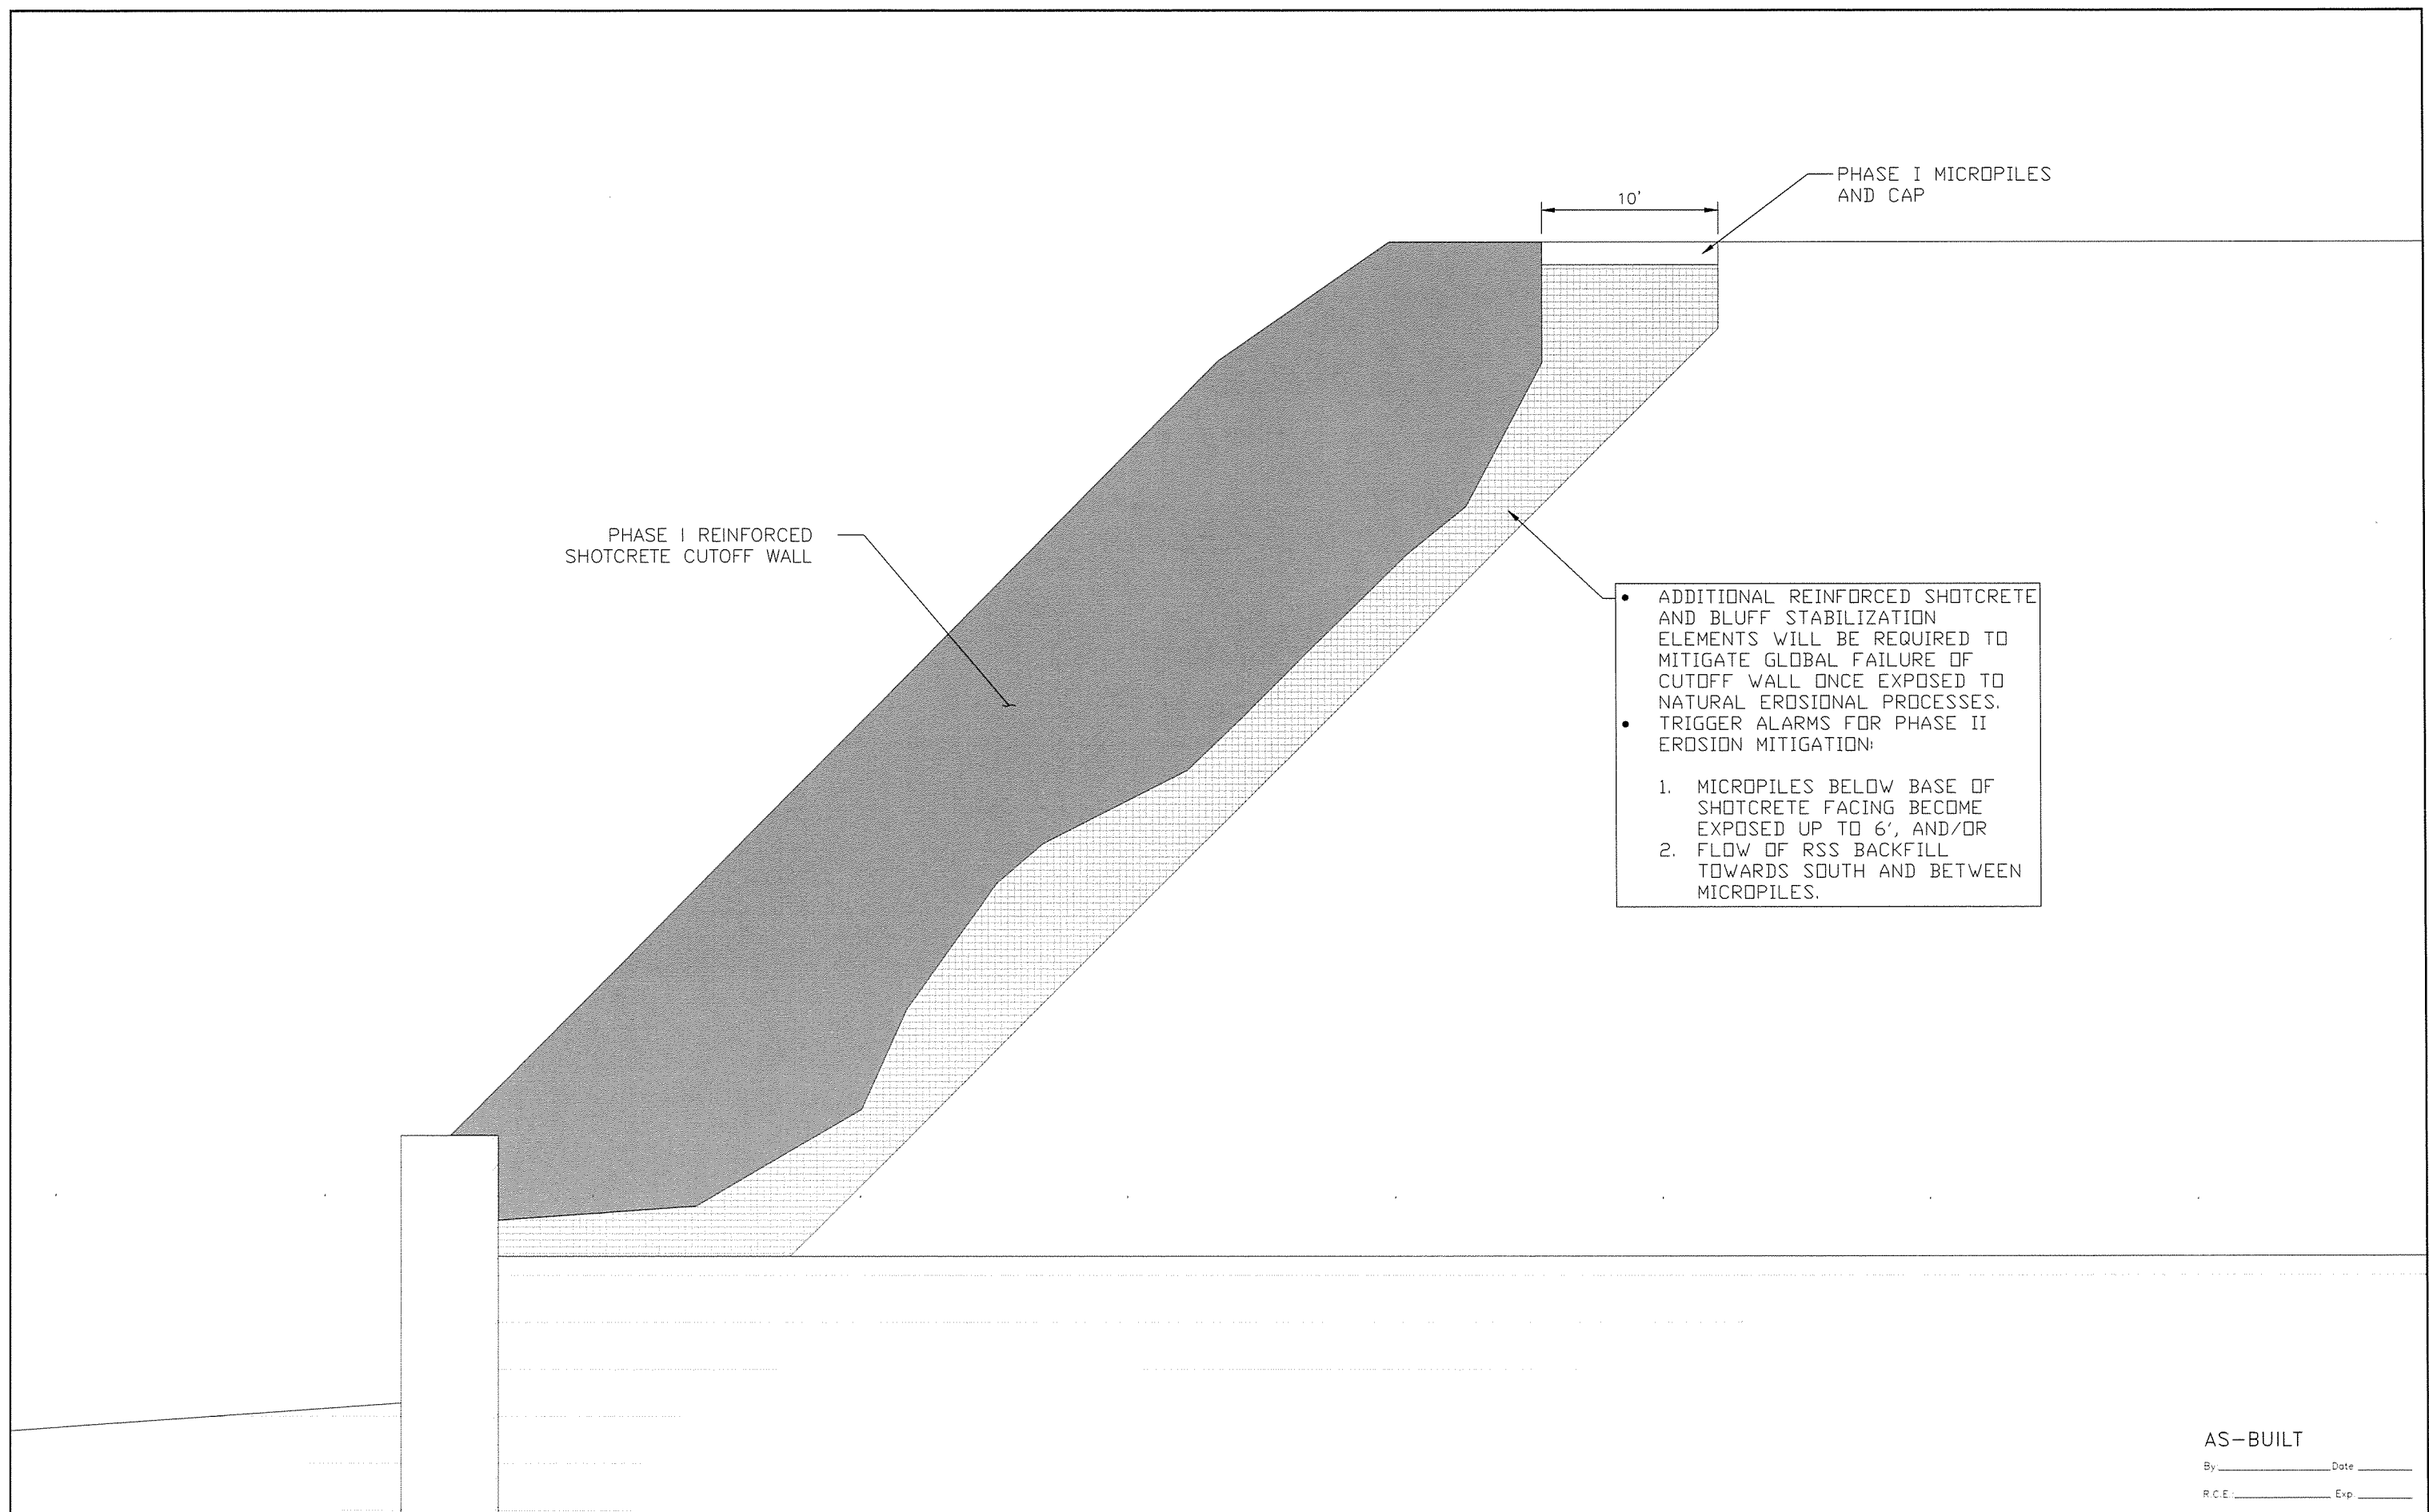 PHASE I MICROPILES
AND CAP
10'
PHASE I REINFORCED
SHOTCRETE CUTOFF WALL
• ADDITIONAL REINFORCED SHOTCRETE
AND BLUFF STABILIZATION
ELEMENTS WILL BE REQUIRED TO
MITIGATE GLOBAL FAILURE OF
CUTOFF WALL ONCE EXPOSED TO
NATURAL EROSIONAL PROCESSES.
• TRIGGER ALARMS FOR PHASE II
EROSION MITIGATION:
1. MICROPILES BELOW BASE OF
SHOTCRETE FACING BECOME
EXPOSED UP TO 6', AND/OR
2. FLOW OF RSS BACKFILL
TOWARDS SOUTH AND BETWEEN
MICROPILES.
AS-BUILT
By: Date
R.C.E.: Exp.